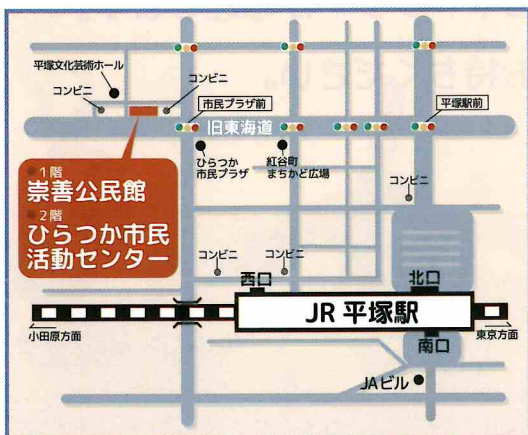 平塚文化芸術ホール
コンビニ
コンビニ
市民プラザ前
平塚駅前
旧東海道
ひらつか
市民プラザ
紅谷町
まちかど広場
コンビニ
1階
崇善公民館
2階
ひらつか市民
活動センター
コンビニ
コンビニ
西口
北口
JR 平塚駅
小田原方面
東京方面
南口
JAビル